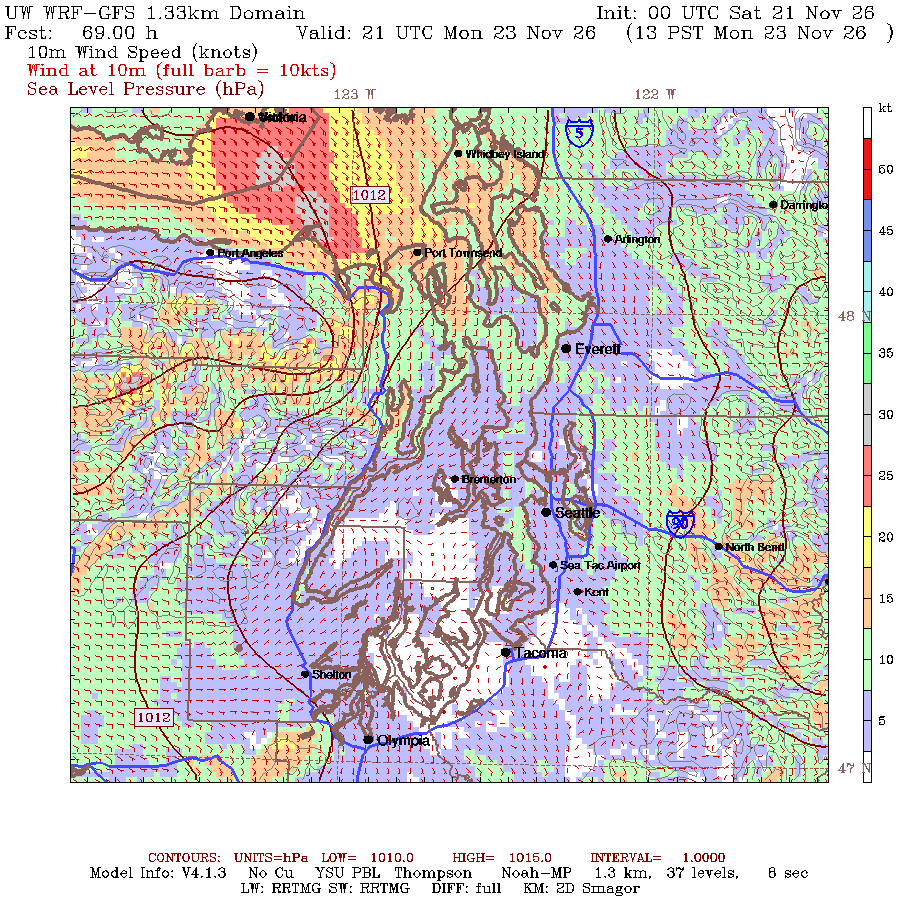 UW WRF-GFS 1.33km Domain Init: 00 UTC Sat 21 Nov 26
Fcst: 69.00 h Valid: 21 UTC Mon 23 Nov 26 (13 PST Mon 23 Nov 26 )
10m Wind Speed (knots)
Wind at 10m (full barb = 10kts)
Sea Level Pressure (hPa)
123 W 122 W
kt
Victoria
5
Whidbey Island
50
1012
Darringto
45
Arlington
Port Angeles Port Townsend
40
48 N
Everett
35
30
Bremerton
25
Seattle
90
20
North Bend
Sea Tac Airport
Kent
15
Tacoma
10
Shelton
1012
5
Olympia
47 N
CONTOURS: UNITS=hPa LOW= 1010.0 HIGH= 1015.0 INTERVAL= 1.0000
Model Info: V4.1.3 No Cu YSU PBL Thompson Noah-MP 1.3 km, 37 levels, 8 sec
LW: RRTMG SW: RRTMG DIFF: full KM: 2D Smagor